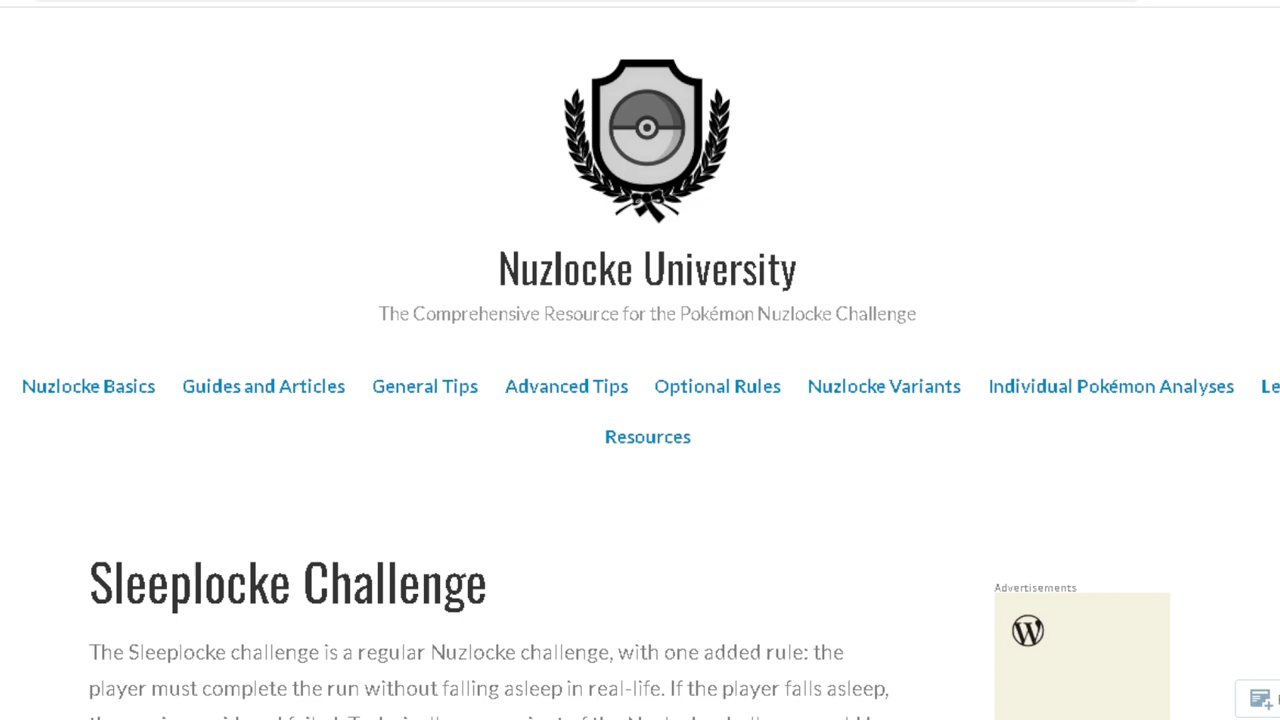 Nuzlocke University
The Comprehensive Resource for the Pokémon Nuzlocke Challenge
Nuzlocke Basics Guides and Articles General Tips Advanced Tips Optional Rules Nuzlocke Variants Individual Pokémon Analyses Le
Resources
Sleeplocke Challenge
Advertisements
The Sleeplocke challenge is a regular Nuzlocke challenge, with one added rule: the
player must complete the run without falling asleep in real-life. If the player falls asleep,